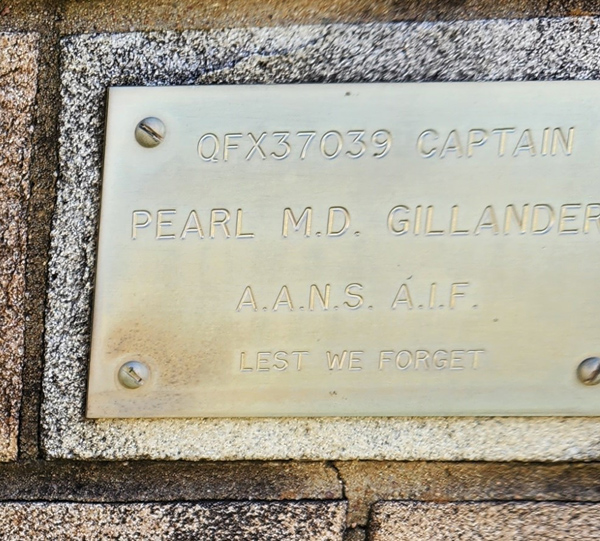 QFX37039 CAPTAIN
PEARL M.D. GILLANDER
A.A.N.S. A.I.F.
LEST WE FORGET